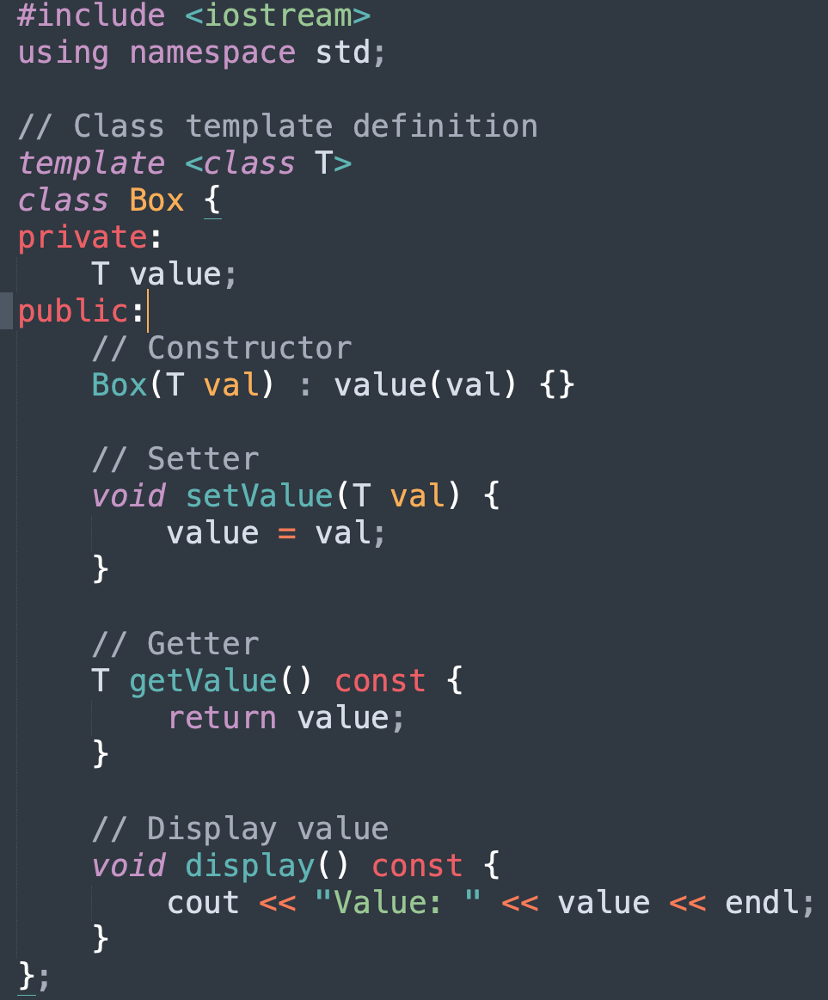 #include <iostream>
using namespace std;

// Class template definition
template <class T>
class Box {
private:
    T value;
public:
    // Constructor
    Box(T val) : value(val) {}

    // Setter
    void setValue(T val) {
        value = val;
    }

    // Getter
    T getValue() const {
        return value;
    }

    // Display value
    void display() const {
        cout << "Value: " << value << endl;
    }
};